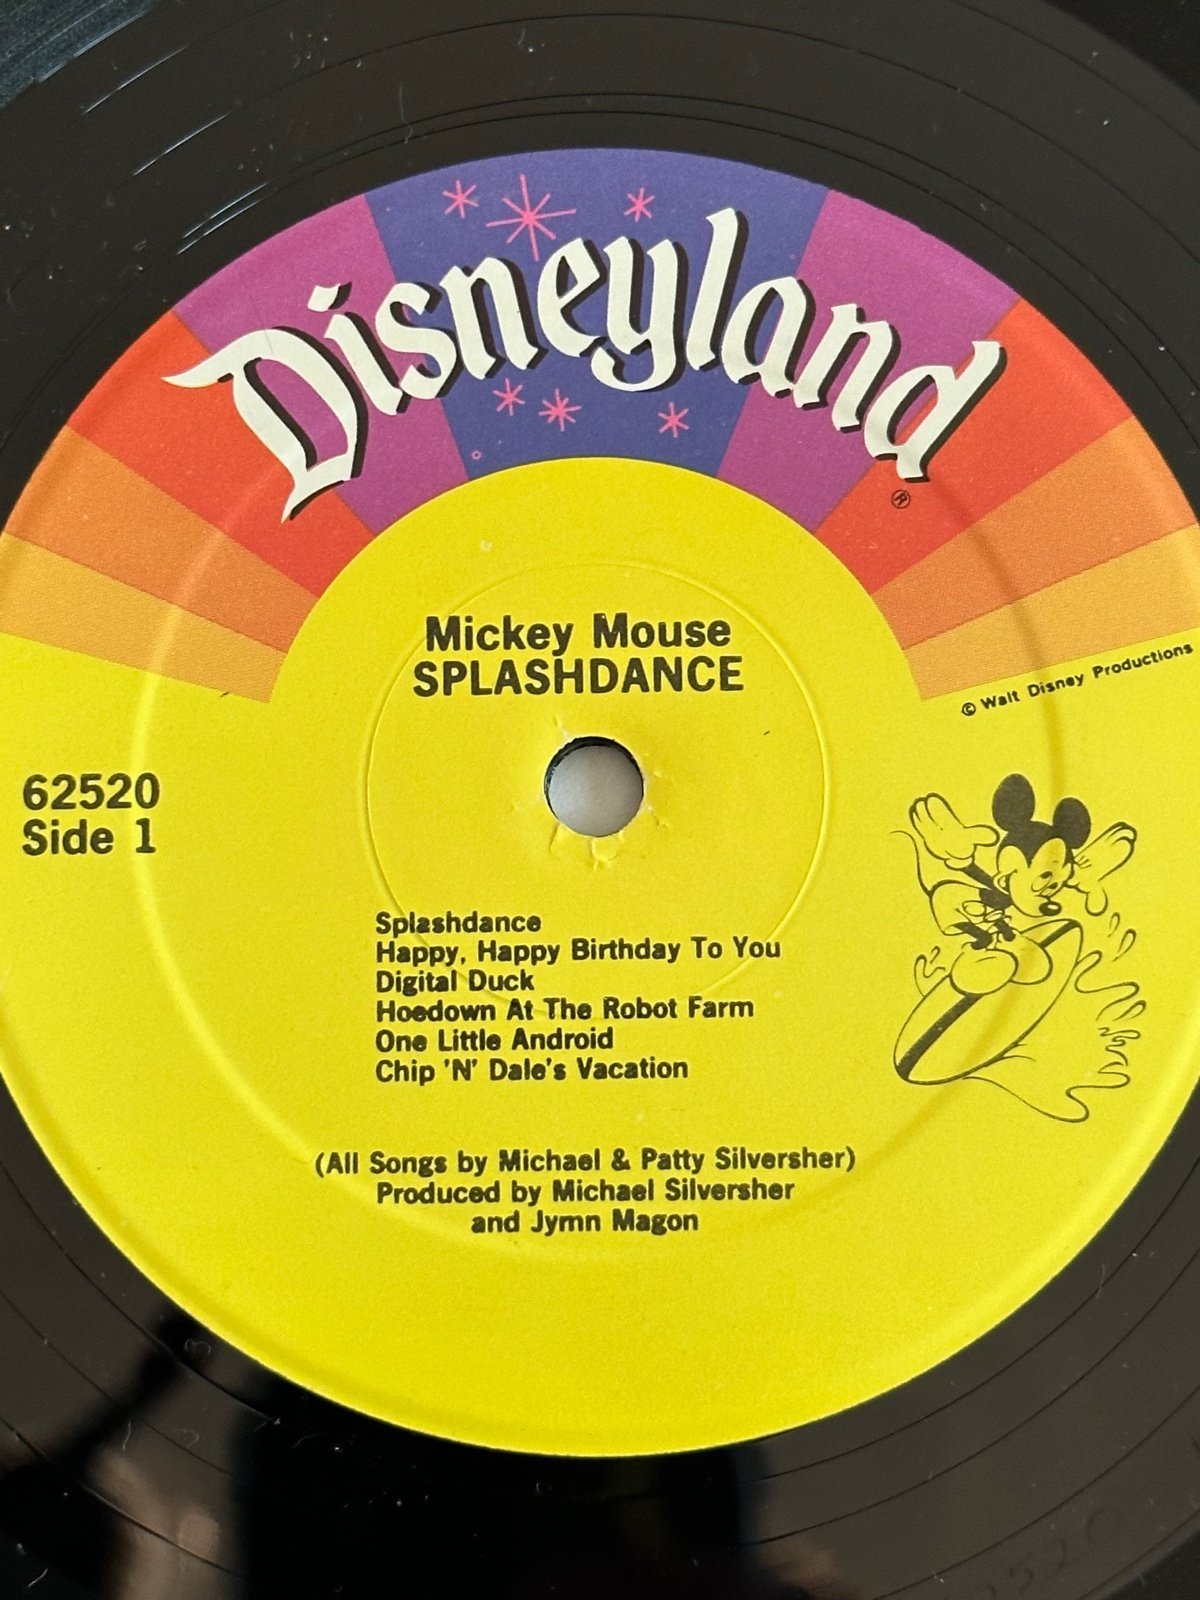 Disneyland
®
Mickey Mouse
SPLASHDANCE
© Walt Disney Productions
62520
Side 1
Splashdance
Happy, Happy Birthday To You
Digital Duck
Hoedown At The Robot Farm
One Little Android
Chip 'N' Dale's Vacation
(All Songs by Michael & Patty Silversher)
Produced by Michael Silversher
and Jymn Magon